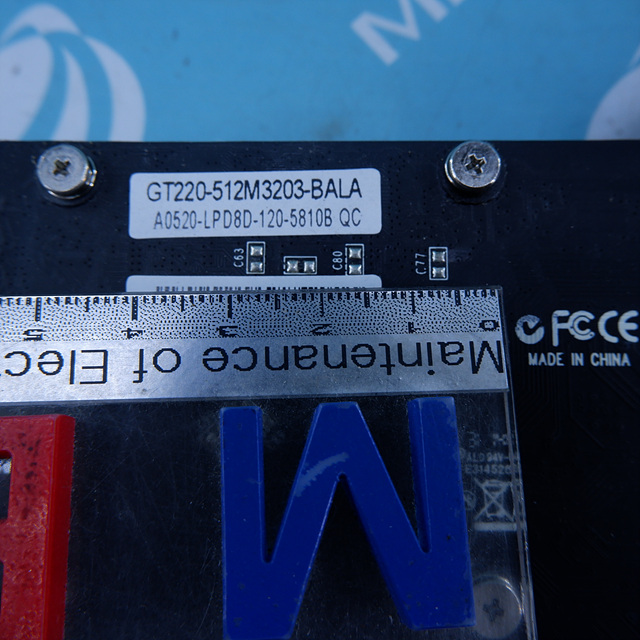 GT220-512M3203-BALA
A0520-LPD8D-120-5810B QC
C63
C60
C77
FC CE
MADE IN CHINA
5 4 3 2 1 0
Maintenance of Elec
M